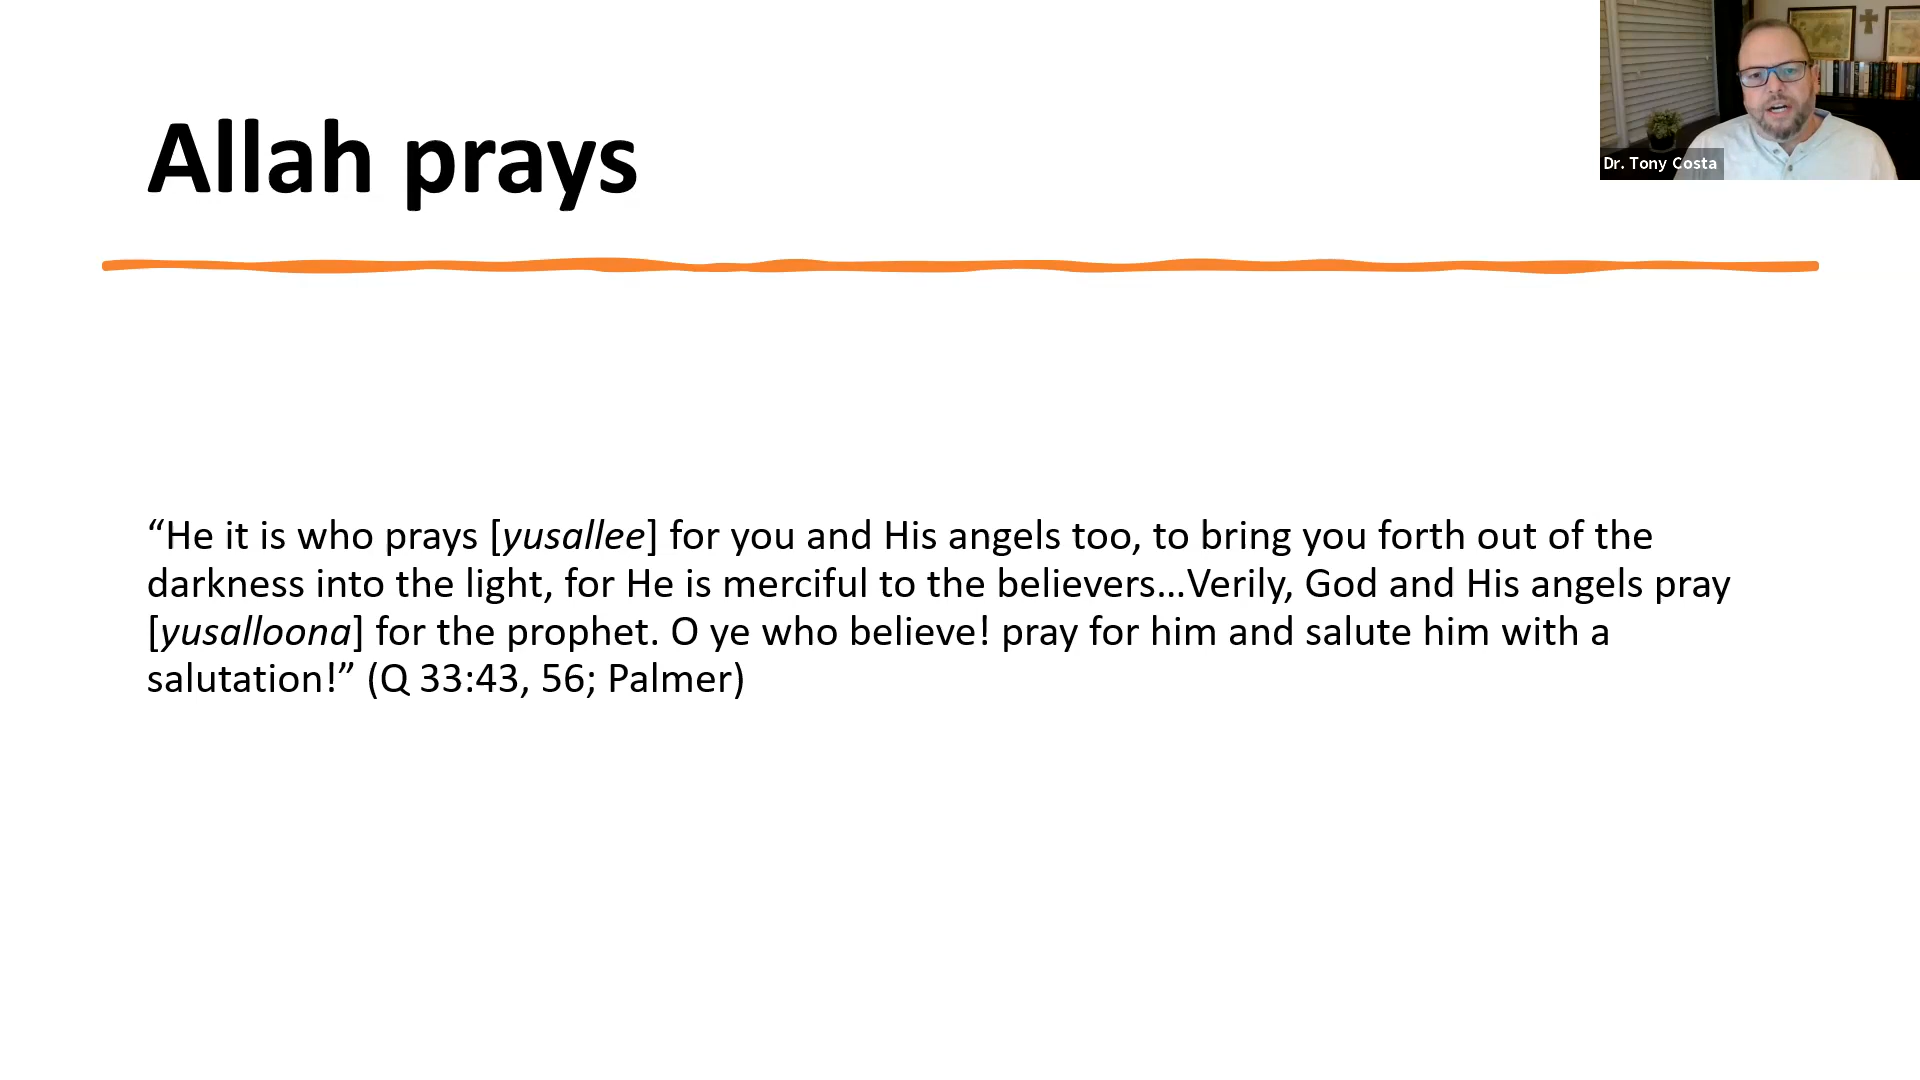 Allah prays
Dr. Tony Costa
“He it is who prays [yusallee] for you and His angels too, to bring you forth out of the
darkness into the light, for He is merciful to the believers…Verily, God and His angels pray
[yusalloona] for the prophet. O ye who believe! pray for him and salute him with a
salutation!” (Q 33:43, 56; Palmer)